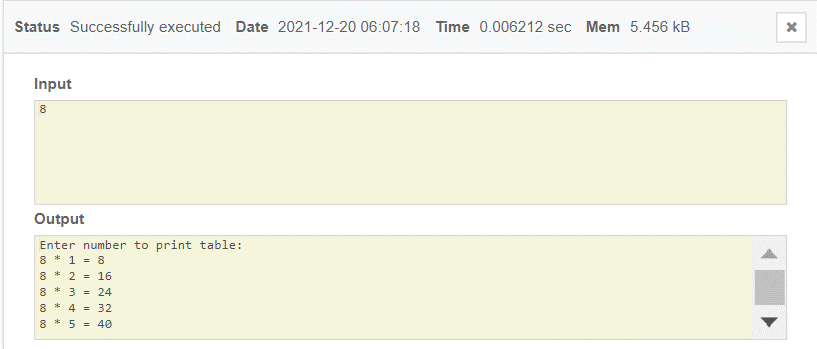 Status Successfully executed Date 2021-12-20 06:07:18 Time 0.006212 sec Mem 5.456 kB
Input
8
Output
Enter number to print table:
8 * 1 = 8
8 * 2 = 16
8 * 3 = 24
8 * 4 = 32
8 * 5 = 40